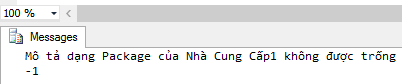 100 %
Messages
Mô tả dạng Package của Nhà Cung Cấp1 không được trống
-1